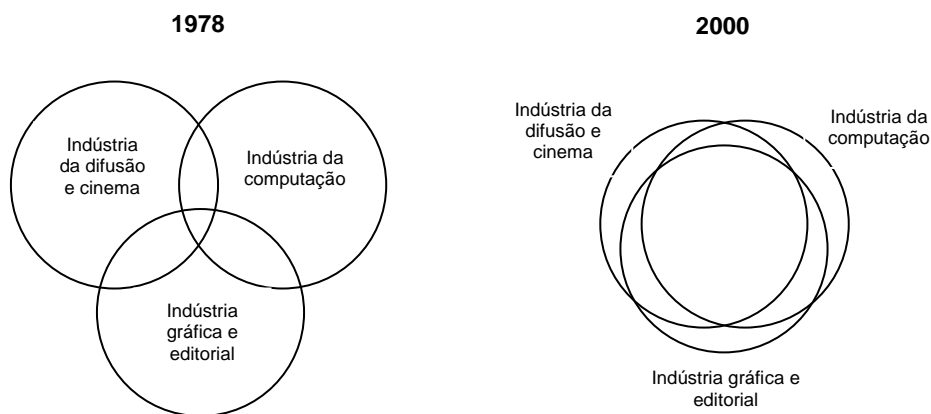 1978
Indústria
da difusão
e cinema
Indústria da
computação
Indústria
gráfica e
editorial
2000
Indústria da
difusão e
cinema
Indústria da
computação
Indústria gráfica e
editorial